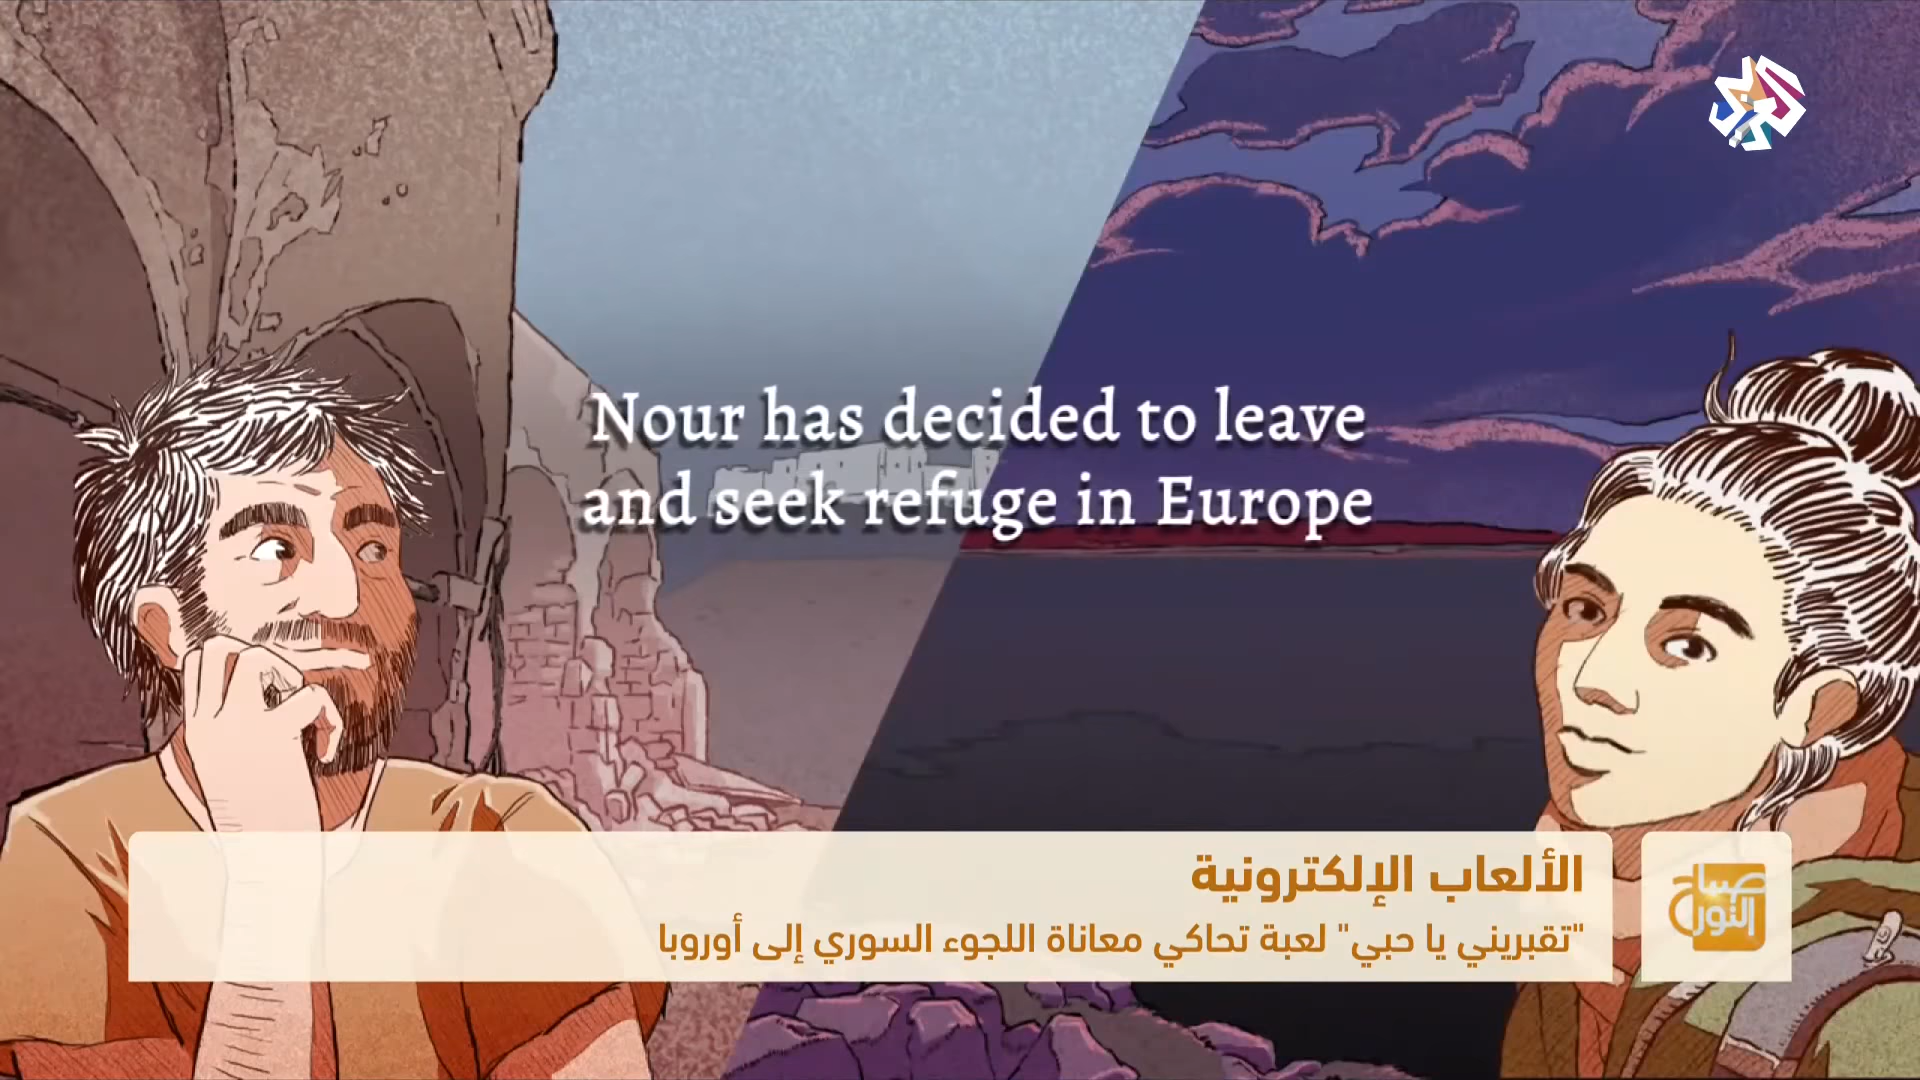 Nour has decided to leave
and seek refuge in Europe
الألعاب الإلكترونية
"تقبريني يا حبي" لعبة تحاكي معاناة اللجوء السوري إلى أوروبا
صباح
النور